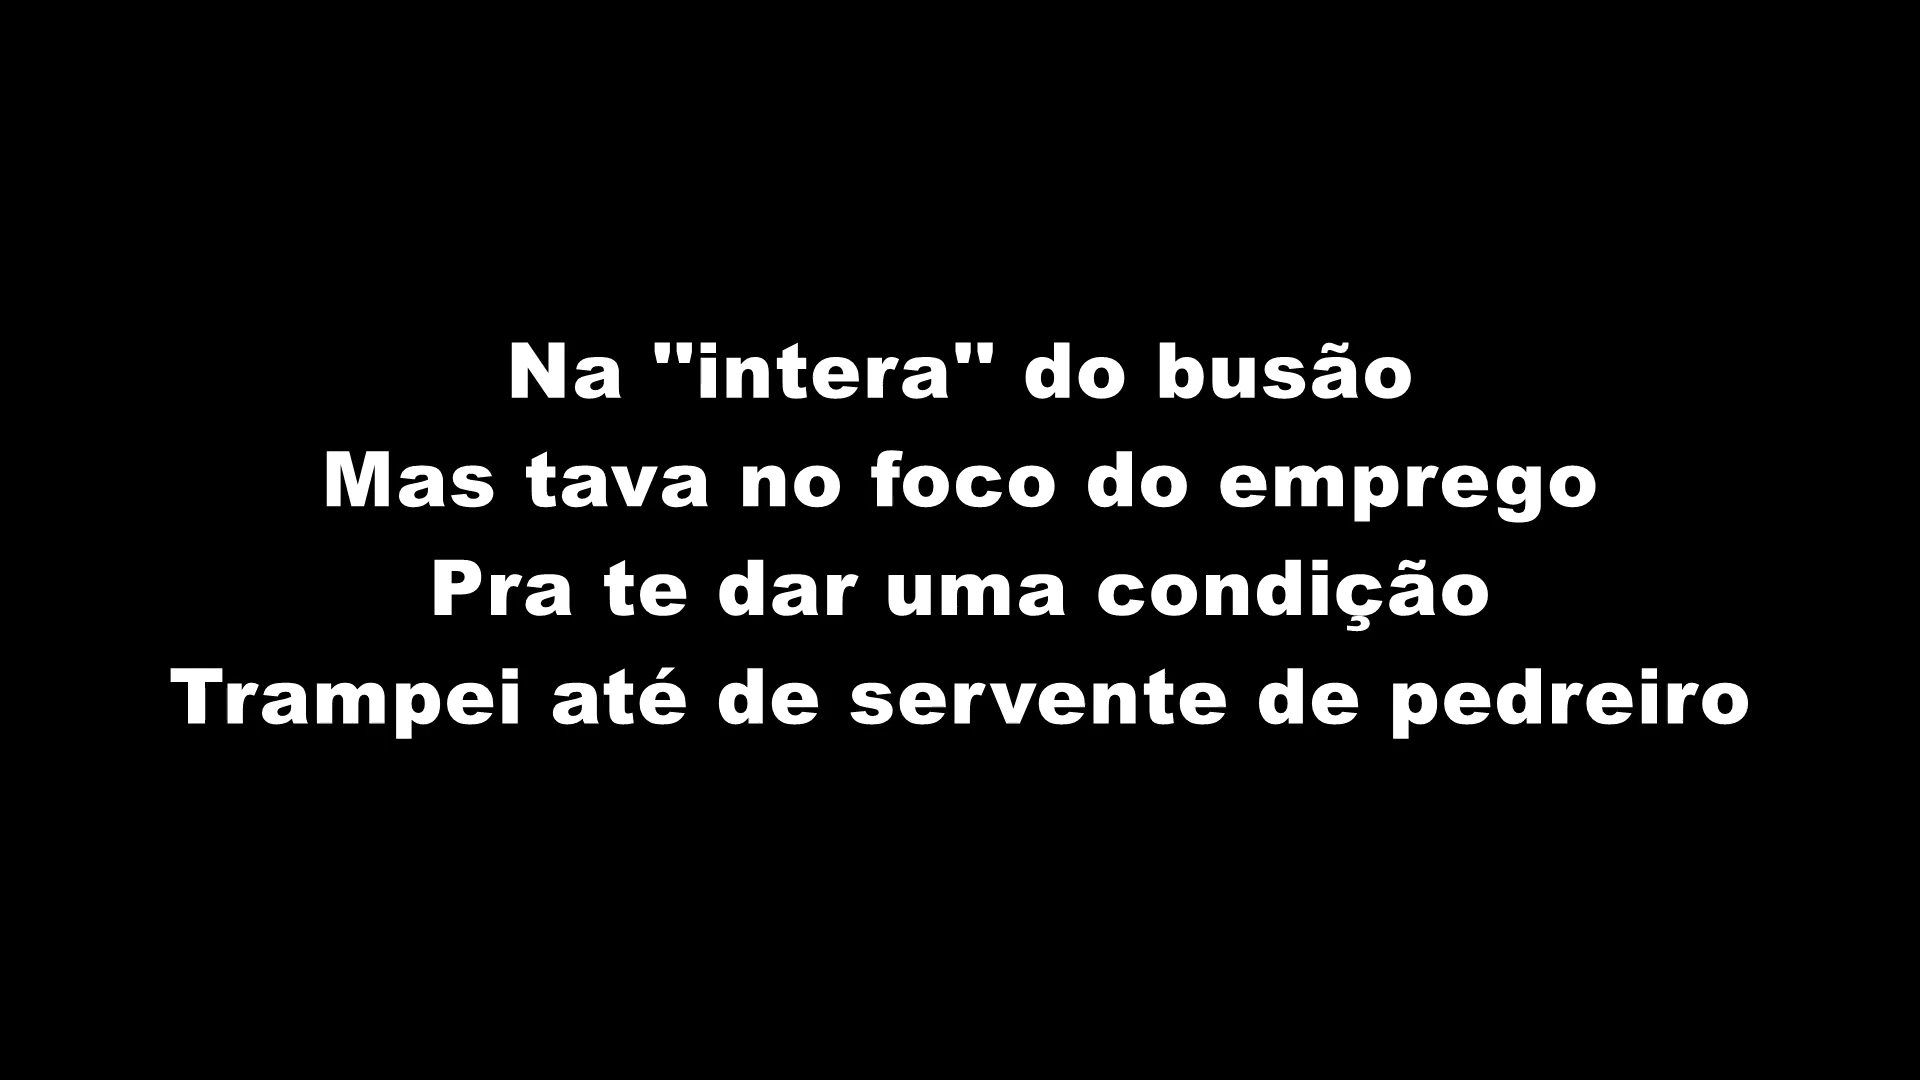 Na "intera" do busão
Mas tava no foco do emprego
Pra te dar uma condição
Trampei até de servente de pedreiro